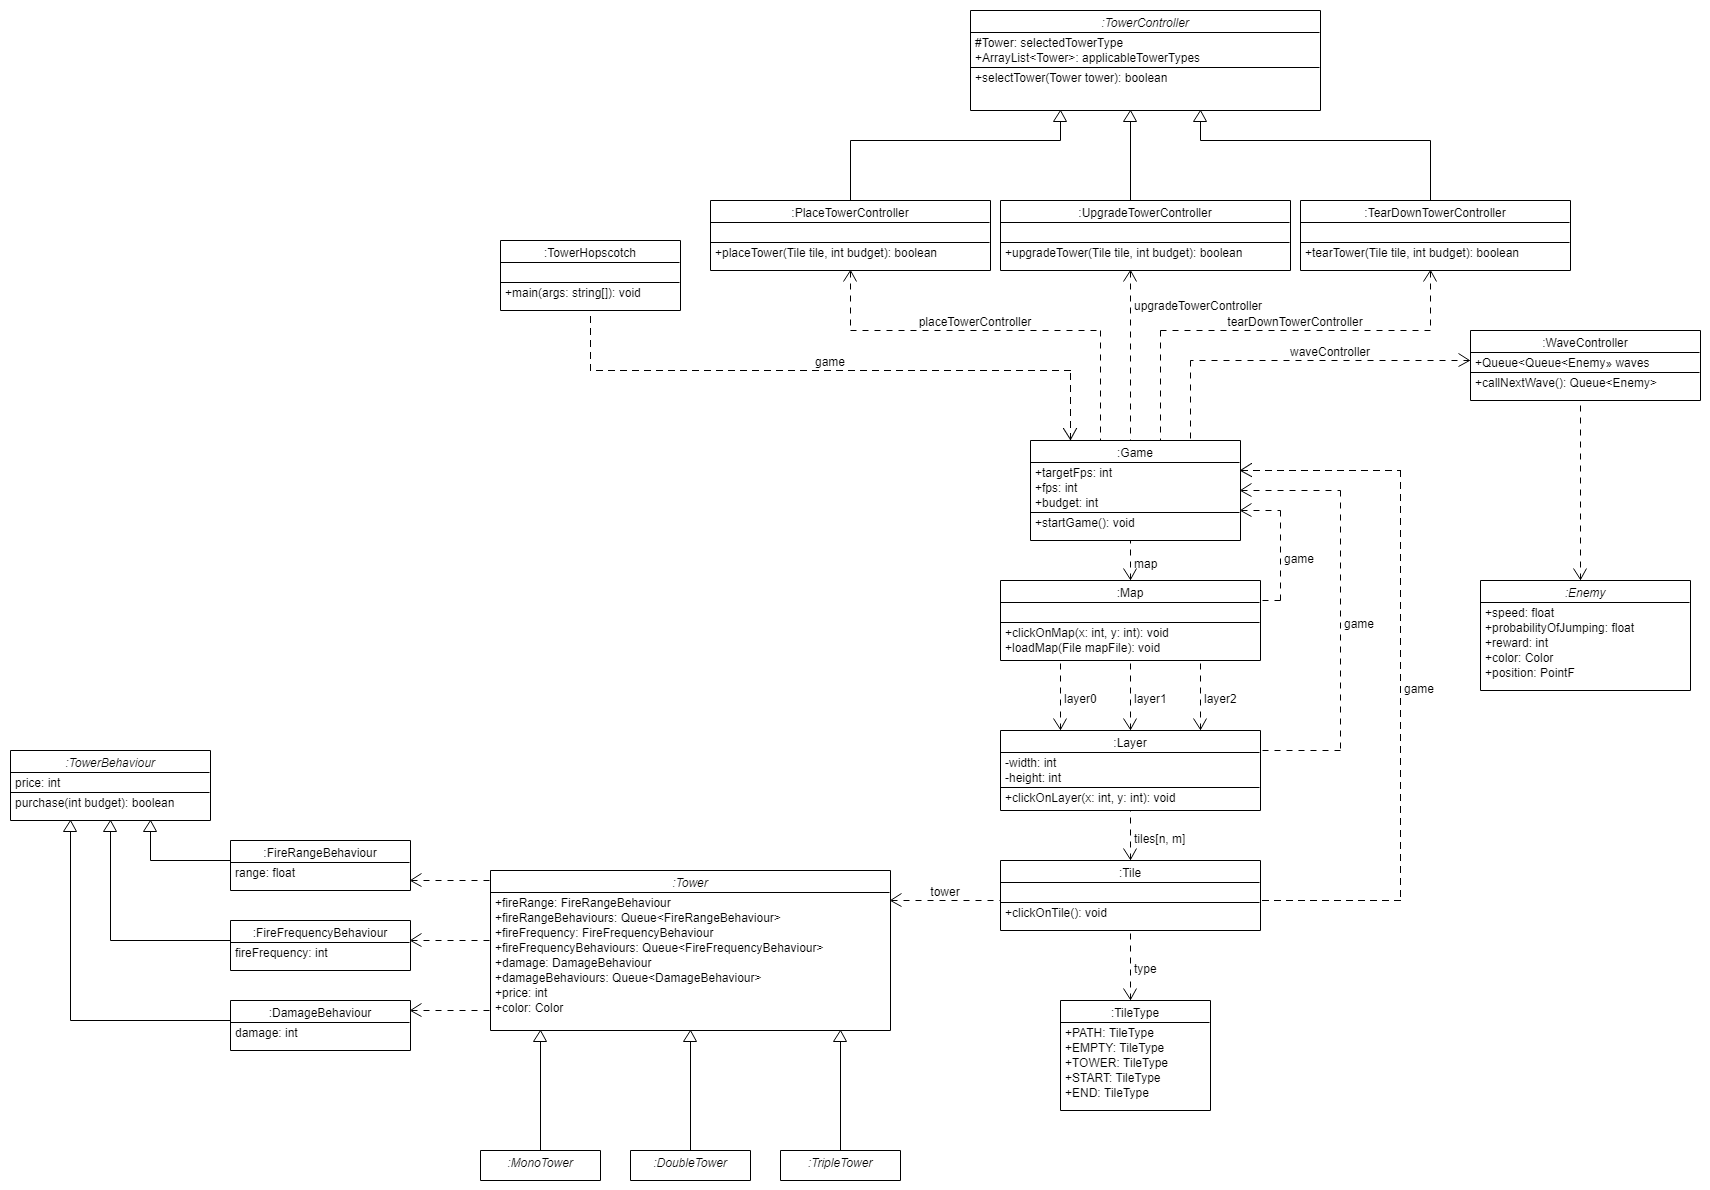 :TowerController
#Tower: selectedTowerType
+ArrayList<Tower>: applicableTowerTypes
+selectTower(Tower tower): boolean
:PlaceTowerController
+placeTower(Tile tile, int budget): boolean
:UpgradeTowerController
+upgradeTower(Tile tile, int budget): boolean
:TearDownTowerController
+tearTower(Tile tile, int budget): boolean
:TowerHopscotch
+main(args: string[]): void
upgradeTowerController
placeTowerController
tearDownTowerController
waveController
game
:WaveController
+Queue<Queue<Enemy» waves
+callNextWave(): Queue<Enemy>
:Game
+targetFps: int
+fps: int
+budget: int
+startGame(): void
map
game
:Map
+clickOnMap(x: int, y: int): void
+loadMap(File mapFile): void
game
:Enemy
+speed: float
+probabilityOfJumping: float
+reward: int
+color: Color
+position: PointF
game
layer0
layer1
layer2
:Layer
-width: int
-height: int
+clickOnLayer(x: int, y: int): void
tiles[n, m]
:TowerBehaviour
price: int
purchase(int budget): boolean
:FireRangeBehaviour
range: float
:FireFrequencyBehaviour
fireFrequency: int
:DamageBehaviour
damage: int
:Tower
+fireRange: FireRangeBehaviour
+fireRangeBehaviours: Queue<FireRangeBehaviour>
+fireFrequency: FireFrequencyBehaviour
+fireFrequencyBehaviours: Queue<FireFrequencyBehaviour>
+damage: DamageBehaviour
+damageBehaviours: Queue<DamageBehaviour>
+price: int
+color: Color
tower
:Tile
+clickOnTile(): void
type
:TileType
+PATH: TileType
+EMPTY: TileType
+TOWER: TileType
+START: TileType
+END: TileType
:MonoTower
:DoubleTower
:TripleTower